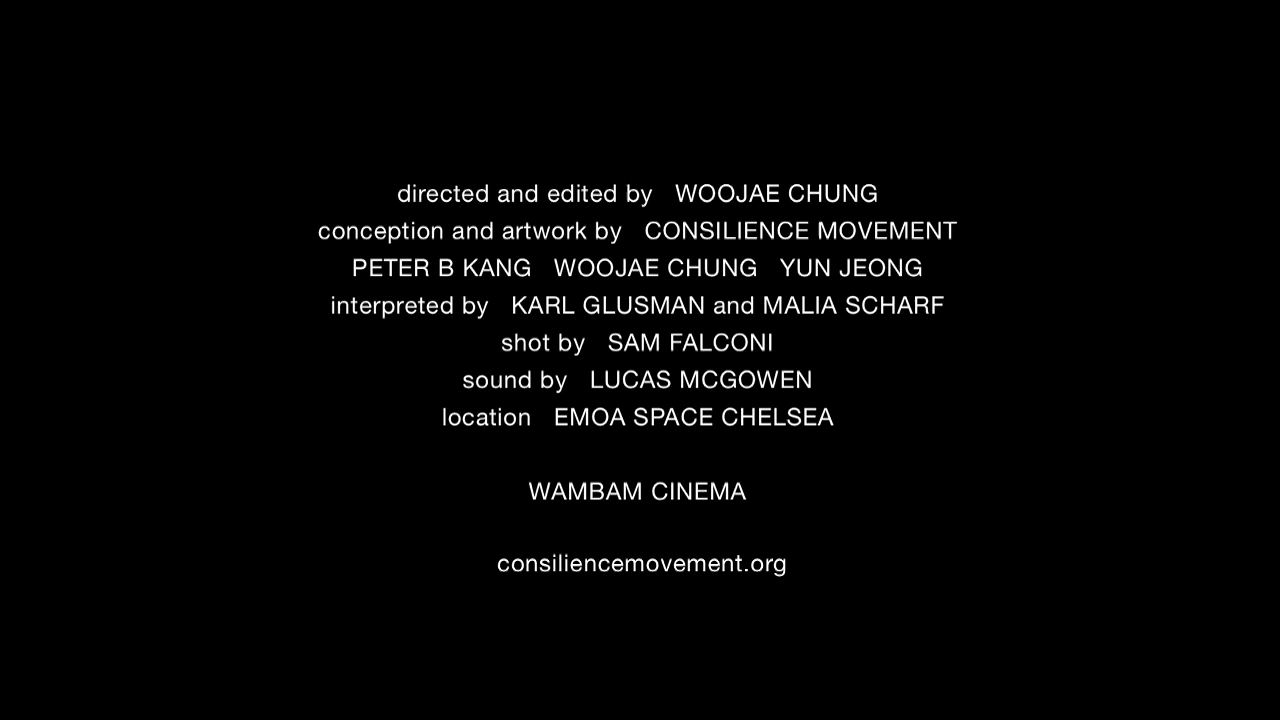 directed and edited by WOOJAE CHUNG
conception and artwork by CONSILIENCE MOVEMENT
PETER B KANG WOOJAE CHUNG YUN JEONG
interpreted by KARL GLUSMAN and MALIA SCHARF
shot by SAM FALCONI
sound by LUCAS MCGOWEN
location EMOA SPACE CHELSEA
WAMBAM CINEMA
consiliencemovement.org